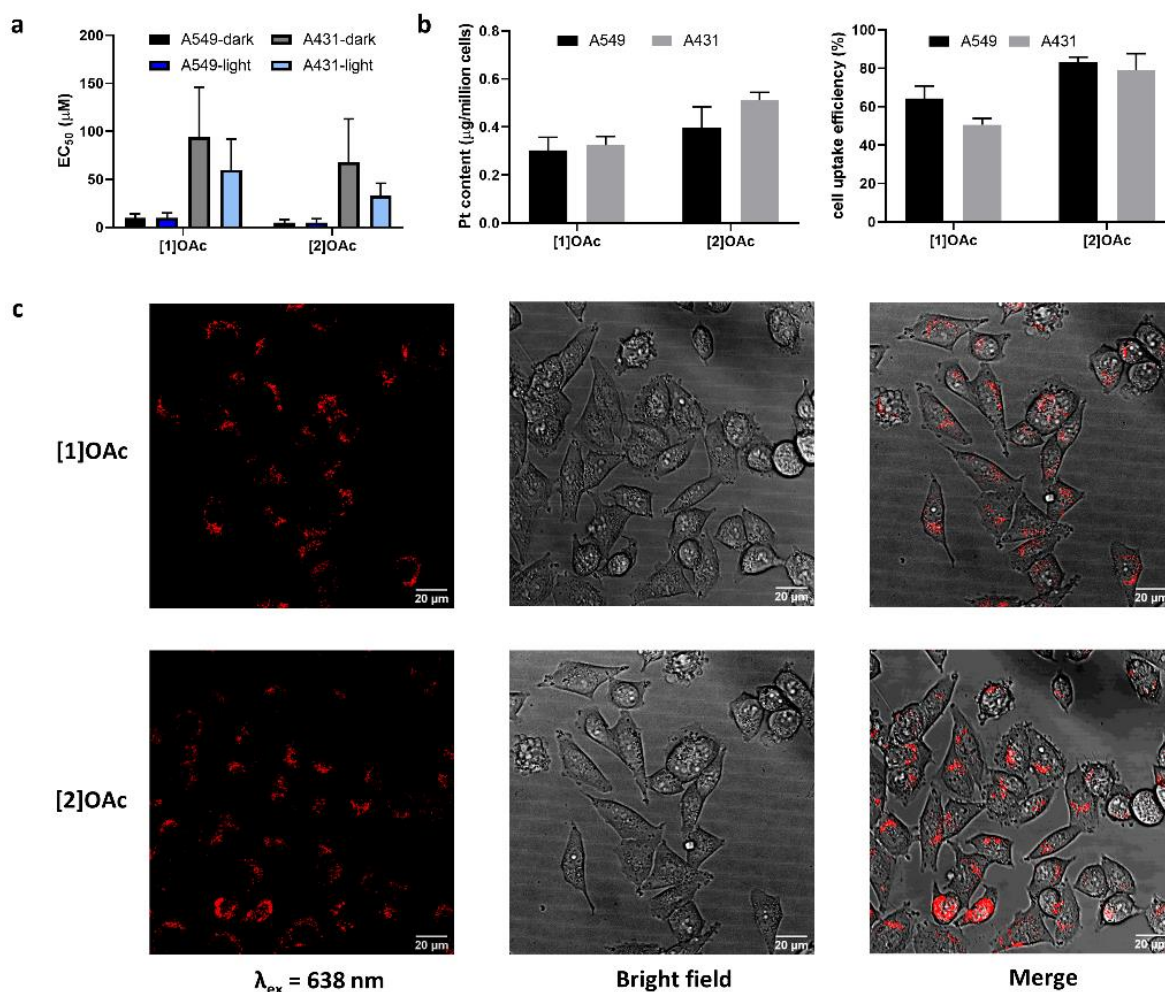 a
A549-dark A431-dark
A549-light A431-light
200
150
100
50
0
EC₅₀ (μM)
[1]OAc [2]OAc
b
A549 A431
0.8
0.6
0.4
0.2
0.0
Pt content (μg/million cells)
[1]OAc [2]OAc
A549 A431
100
80
60
40
20
0
cell uptake efficiency (%)
[1]OAc [2]OAc
c
[1]OAc
20 μm
20 μm
20 μm
[2]OAc
20 μm
20 μm
20 μm
λex = 638 nm Bright field Merge